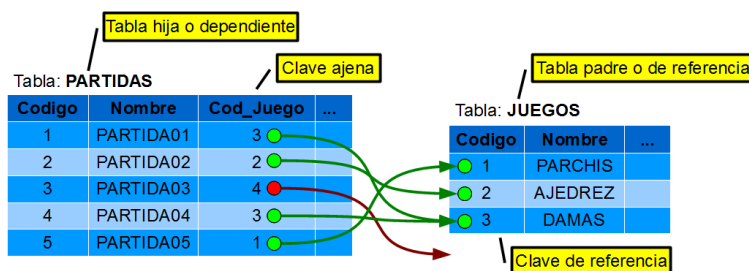 Tabla hija o dependiente
Clave ajena
Tabla padre o de referencia
Tabla: PARTIDAS
Codigo Nombre Cod_Juego ...
1 PARTIDA01 3
2 PARTIDA02 2
3 PARTIDA03 4
4 PARTIDA04 3
5 PARTIDA05 1
Tabla: JUEGOS
Codigo Nombre ...
1 PARCHIS
2 AJEDREZ
3 DAMAS
Clave de referencia